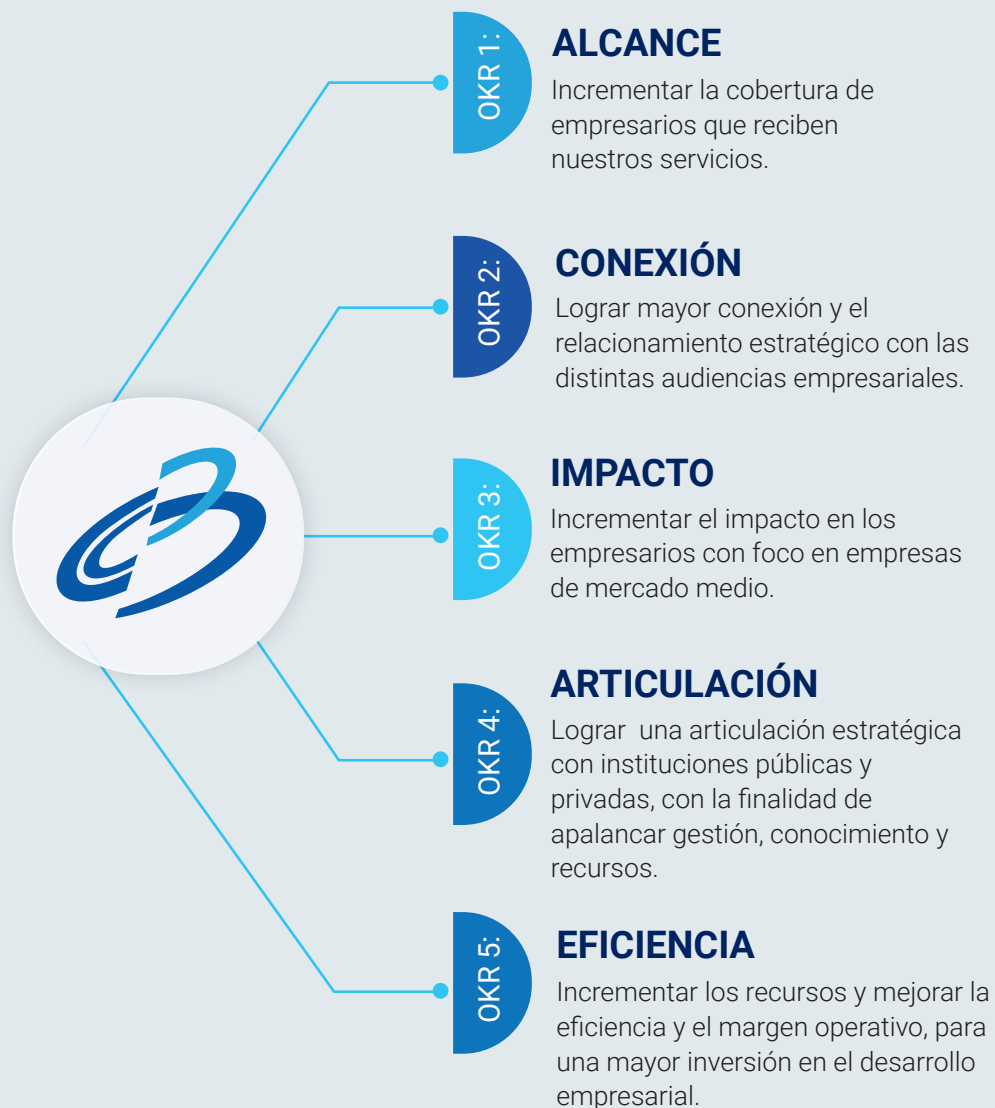 OKR 1:
ALCANCE
Incrementar la cobertura de
empresarios que reciben
nuestros servicios.
OKR 2:
CONEXIÓN
Lograr mayor conexión y el
relacionamiento estratégico con las
distintas audiencias empresariales.
OKR 3:
IMPACTO
Incrementar el impacto en los
empresarios con foco en empresas
de mercado medio.
OKR 4:
ARTICULACIÓN
Lograr  una articulación estratégica
con instituciones públicas y
privadas, con la finalidad de
apalancar gestión, conocimiento y
recursos.
OKR 5:
EFICIENCIA
Incrementar los recursos y mejorar la
eficiencia y el margen operativo, para
una mayor inversión en el desarrollo
empresarial.